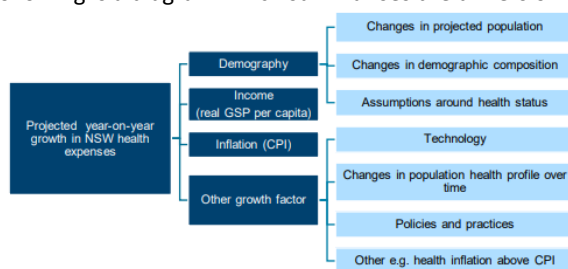 Projected year-on-year
growth in NSW health
expenses
Demography
Income
(real GSP per capita)
Inflation (CPI)
Other growth factor
Changes in projected population
Changes in demographic composition
Assumptions around health status
Technology
Changes in population health profile over
time
Policies and practices
Other e.g. health inflation above CPI